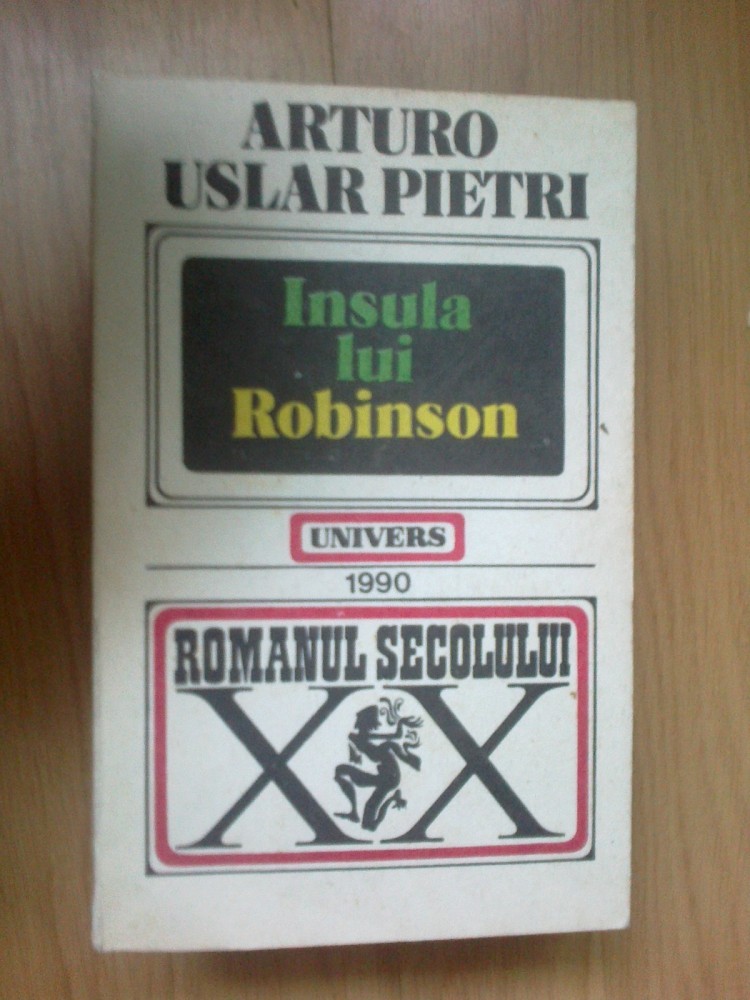 ARTURO
USLAR PIETRI
Insula
lui
Robinson
UNIVERS
1990
ROMANUL SECOLULUI
XX